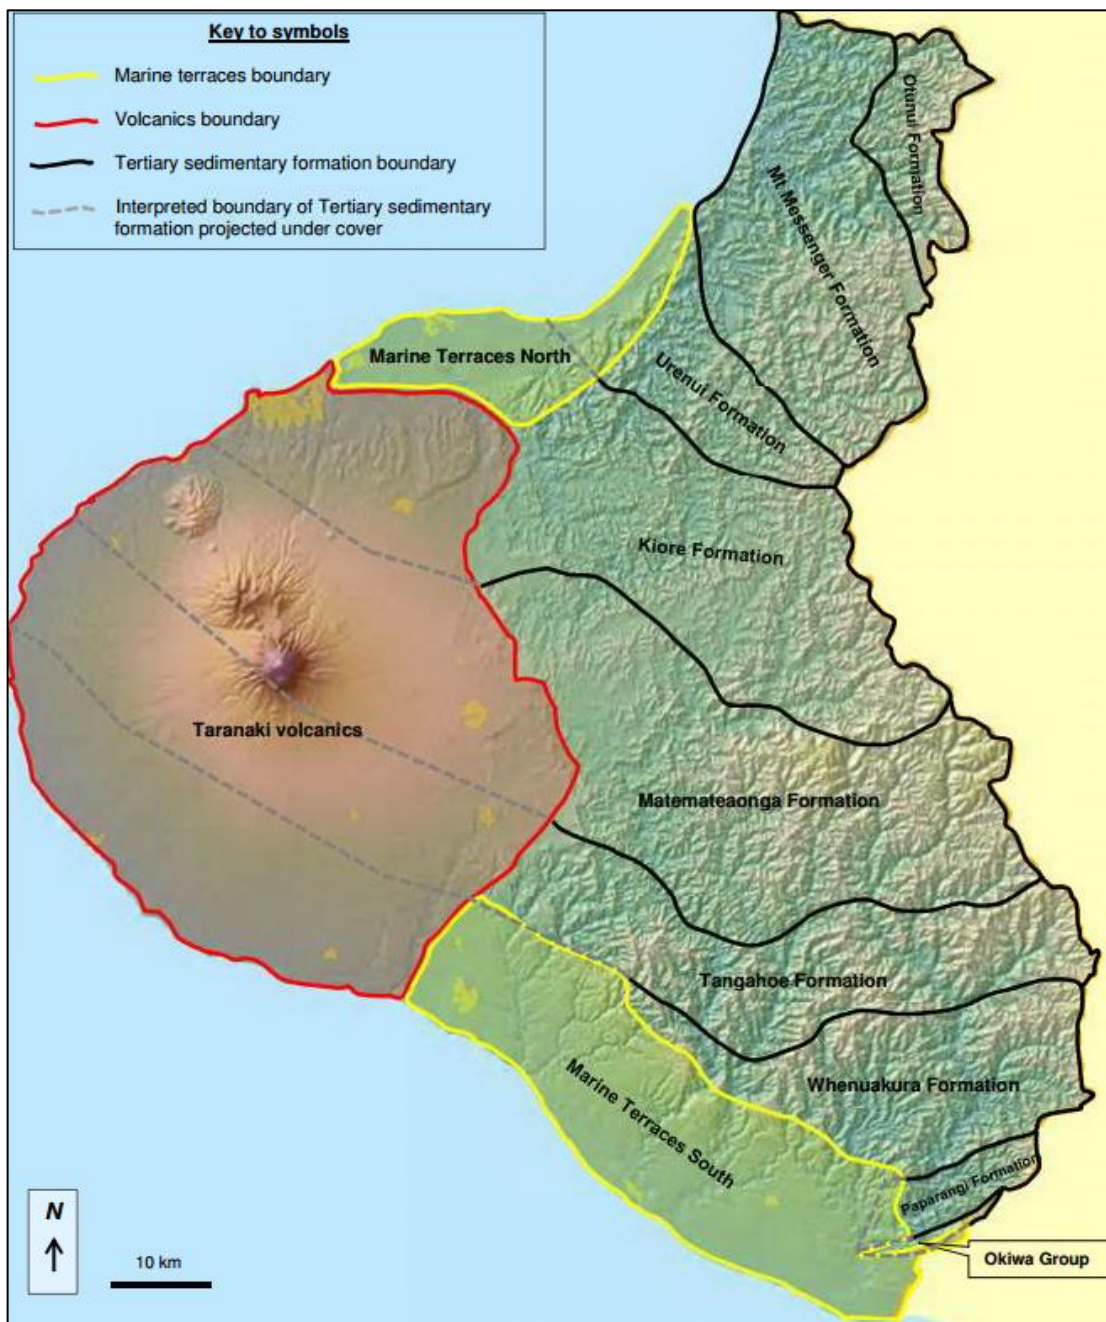 Key to symbols
Marine terraces boundary
Volcanics boundary
Tertiary sedimentary formation boundary
Interpreted boundary of Tertiary sedimentary
formation projected under cover
Otunui Formation
Mt Messenger Formation
Marine Terraces North
Urenui Formation
Kiore Formation
Taranaki volcanics
Matemateaonga Formation
Tangahoe Formation
Whenuakura Formation
Marine Terraces South
Paparangi Formation
N
10 km
Okiwa Group